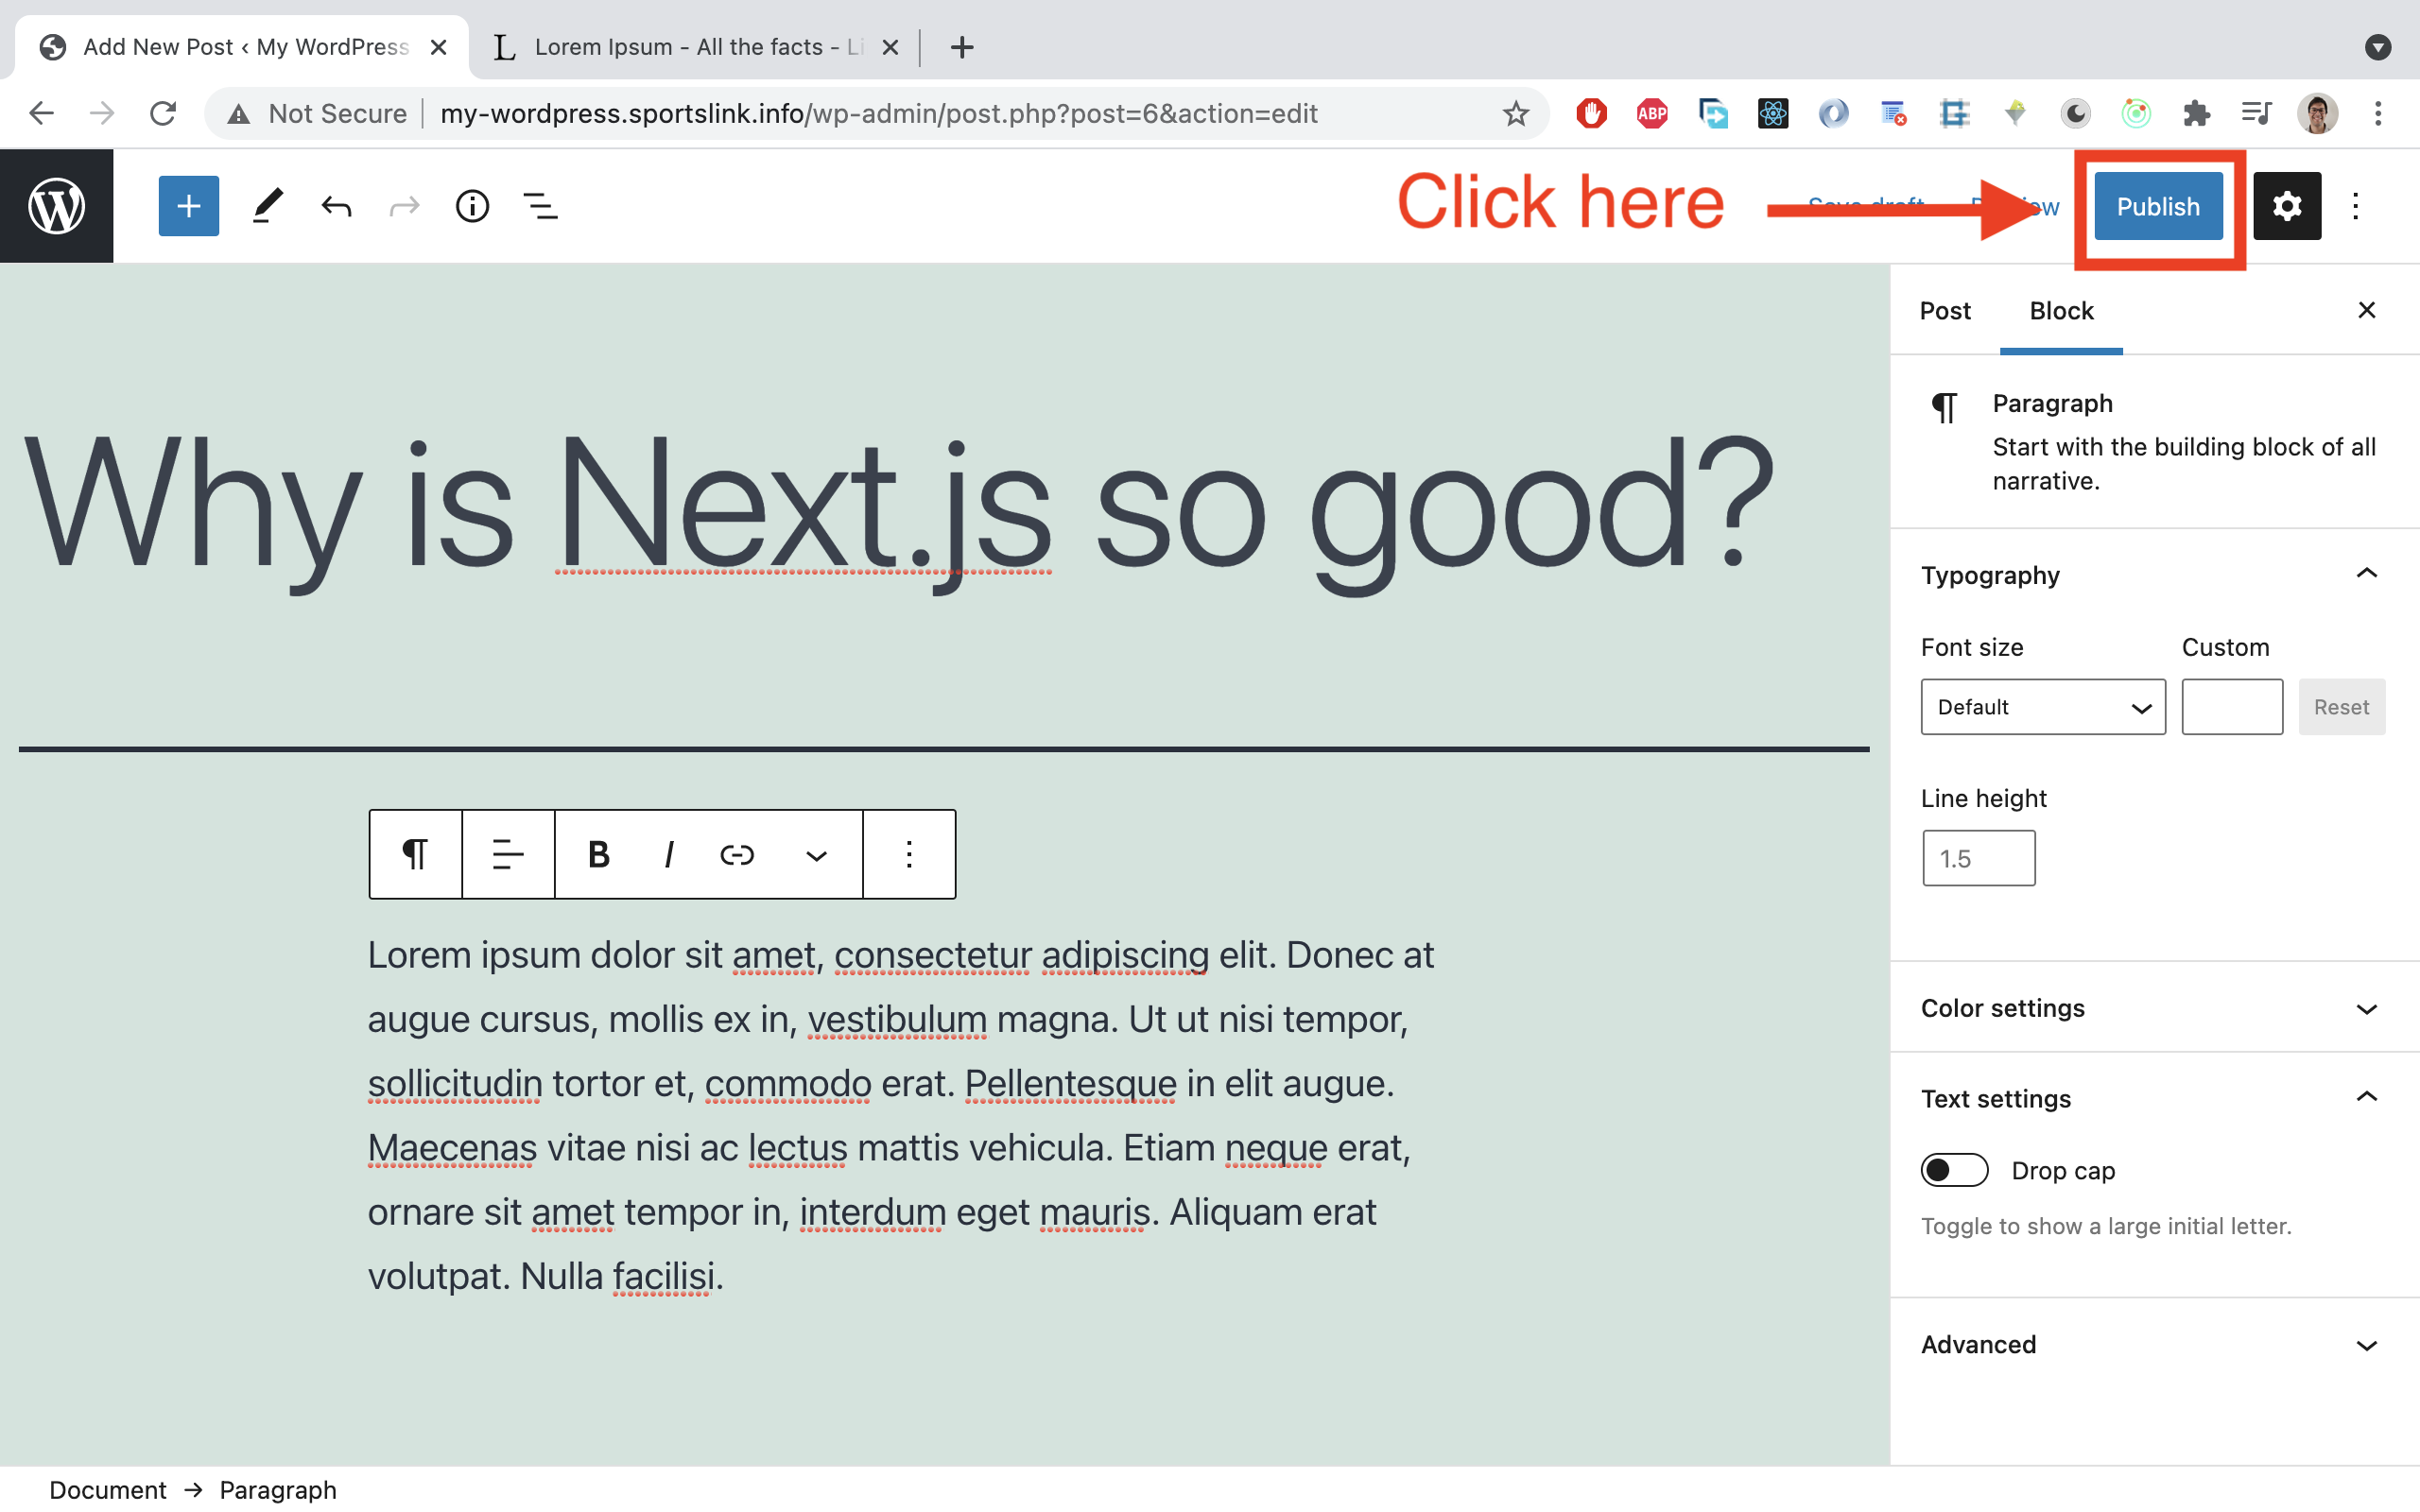 Add New Post ‹ My WordPress
Lorem Ipsum - All the facts - Li
Not Secure
my-wordpress.sportslink.info/wp-admin/post.php?post=6&action=edit
ABP
Click here
Save draft
Preview
Publish
Post
Block
Paragraph
Start with the building block of all
narrative.
Why is Next.js so good?
Typography
Font size
Custom
Default
Reset
Line height
1.5
B I
Lorem ipsum dolor sit amet, consectetur adipiscing elit. Donec at
augue cursus, mollis ex in, vestibulum magna. Ut ut nisi tempor,
sollicitudin tortor et, commodo erat. Pellentesque in elit augue.
Maecenas vitae nisi ac lectus mattis vehicula. Etiam neque erat,
ornare sit amet tempor in, interdum eget mauris. Aliquam erat
volutpat. Nulla facilisi.
Color settings
Text settings
Drop cap
Toggle to show a large initial letter.
Advanced
Document → Paragraph